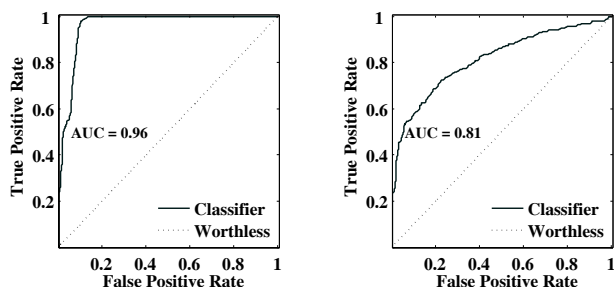 True Positive Rate
1
0.8
0.6
0.4
0.2
AUC = 0.96
Classifier
Worthless
0.2
0.4
0.6
0.8
1
False Positive Rate
True Positive Rate
1
0.8
0.6
0.4
0.2
AUC = 0.81
Classifier
Worthless
0.2
0.4
0.6
0.8
1
False Positive Rate